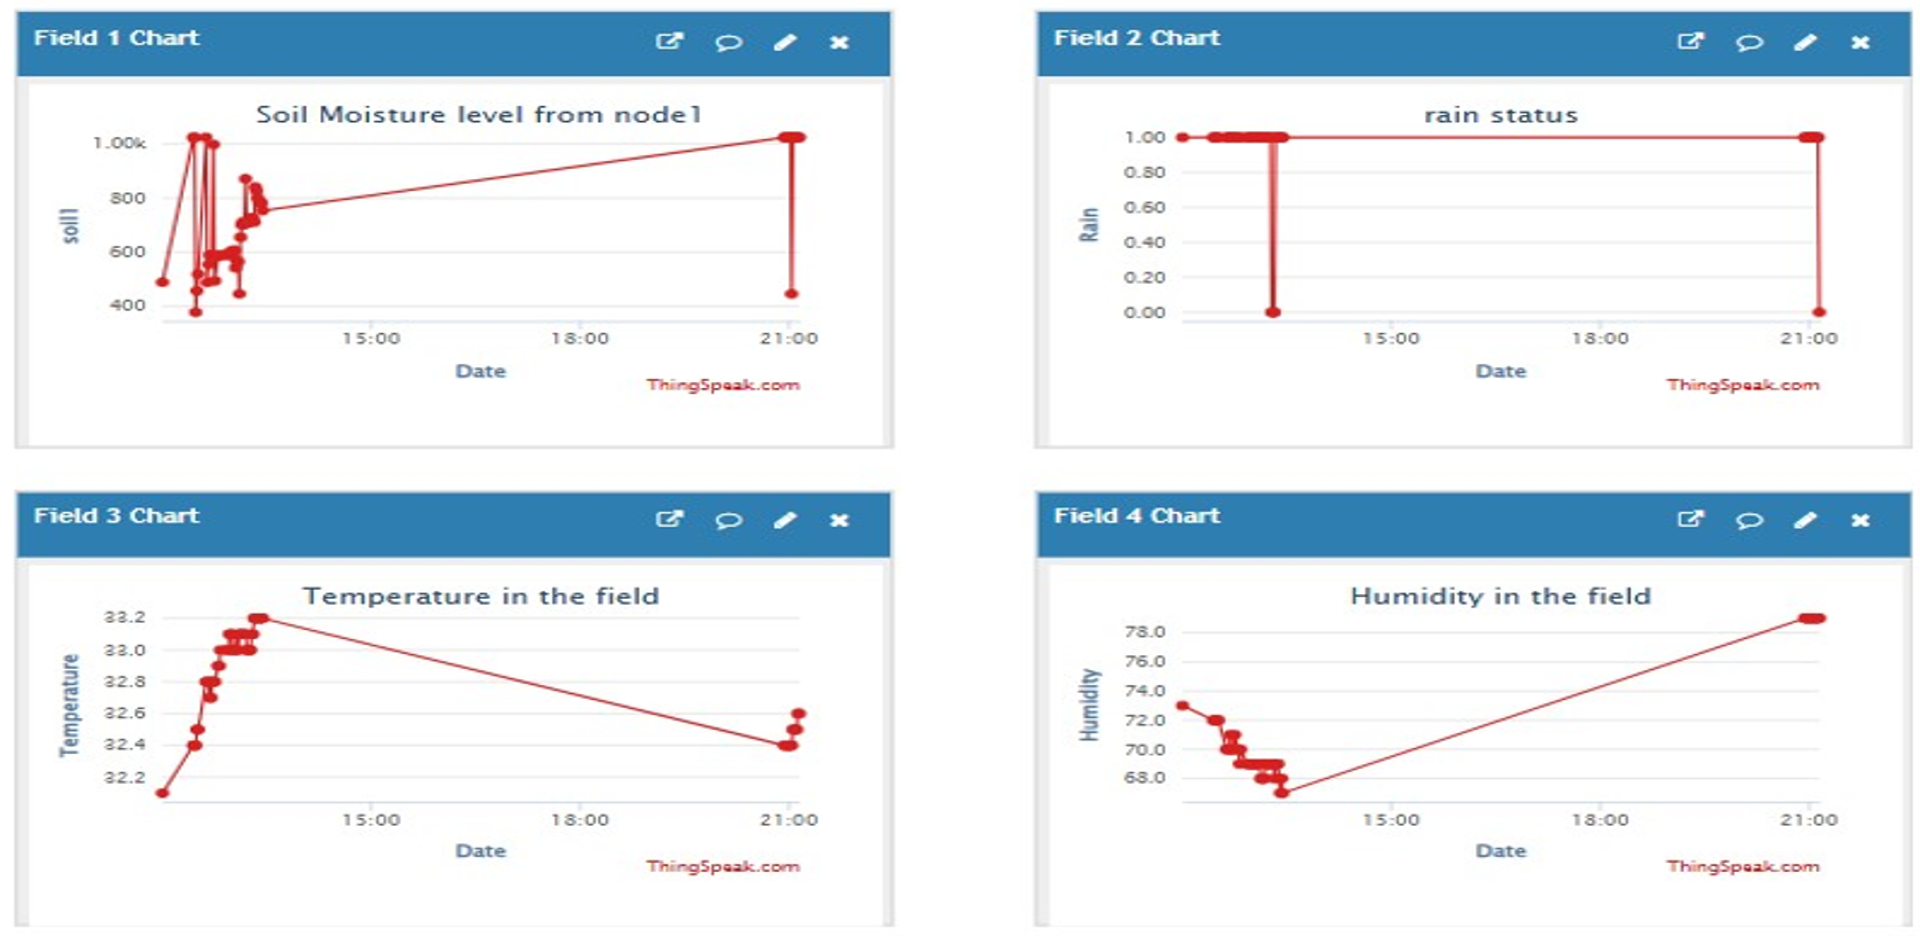 Field 1 Chart
Soil Moisture level from node1
soil1
1.00k
800
600
400
15:00 18:00 21:00
Date
ThingSpeak.com
Field 2 Chart
rain status
Rain
1.00
0.80
0.60
0.40
0.20
0.00
15:00 18:00 21:00
Date
ThingSpeak.com
Field 3 Chart
Temperature in the field
Temperature
33.2
33.0
32.8
32.6
32.4
32.2
15:00 18:00 21:00
Date
ThingSpeak.com
Field 4 Chart
Humidity in the field
Humidity
78.0
76.0
74.0
72.0
70.0
68.0
15:00 18:00 21:00
Date
ThingSpeak.com